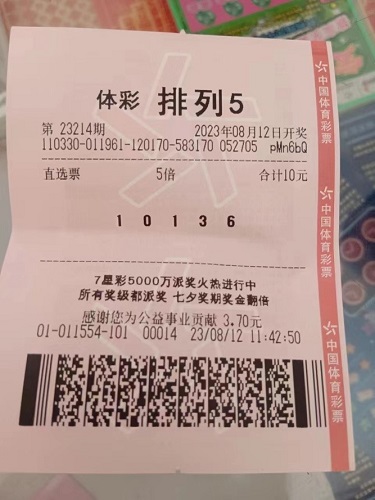 体彩 排列5
第 23214期 2023年08月12日开奖
110330-011961-120170-583170 052705 pMn6bQ
直选票 5倍 合计10元
1 0 1 3 6
7星彩5000万派奖火热进行中
所有奖级都派奖 七夕奖期奖金翻倍
感谢您为公益事业贡献 3.70元
01-011554-101 00014 23/08/12 11:42:50
中国体育彩票
中国体育彩票
中国体育彩票